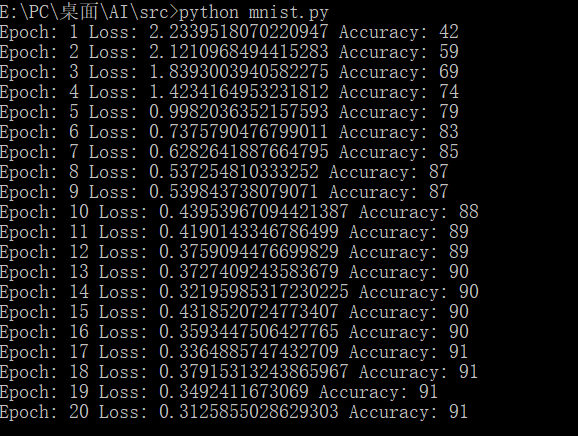 E:\PC\桌面\AI\src>python mnist.py
Epoch: 1 Loss: 2.2339518070220947 Accuracy: 42
Epoch: 2 Loss: 2.1210968494415283 Accuracy: 59
Epoch: 3 Loss: 1.8393003940582275 Accuracy: 69
Epoch: 4 Loss: 1.4234164953231812 Accuracy: 74
Epoch: 5 Loss: 0.9982036352157593 Accuracy: 79
Epoch: 6 Loss: 0.7375790476799011 Accuracy: 83
Epoch: 7 Loss: 0.6282641887664795 Accuracy: 85
Epoch: 8 Loss: 0.537254810333252 Accuracy: 87
Epoch: 9 Loss: 0.539843738079071 Accuracy: 87
Epoch: 10 Loss: 0.43953967094421387 Accuracy: 88
Epoch: 11 Loss: 0.4190143346786499 Accuracy: 89
Epoch: 12 Loss: 0.3759094476699829 Accuracy: 89
Epoch: 13 Loss: 0.3727409243583679 Accuracy: 90
Epoch: 14 Loss: 0.32195985317230225 Accuracy: 90
Epoch: 15 Loss: 0.4318520724773407 Accuracy: 90
Epoch: 16 Loss: 0.3593447506427765 Accuracy: 90
Epoch: 17 Loss: 0.3364885747432709 Accuracy: 91
Epoch: 18 Loss: 0.37915313243865967 Accuracy: 91
Epoch: 19 Loss: 0.3492411673069 Accuracy: 91
Epoch: 20 Loss: 0.3125855028629303 Accuracy: 91